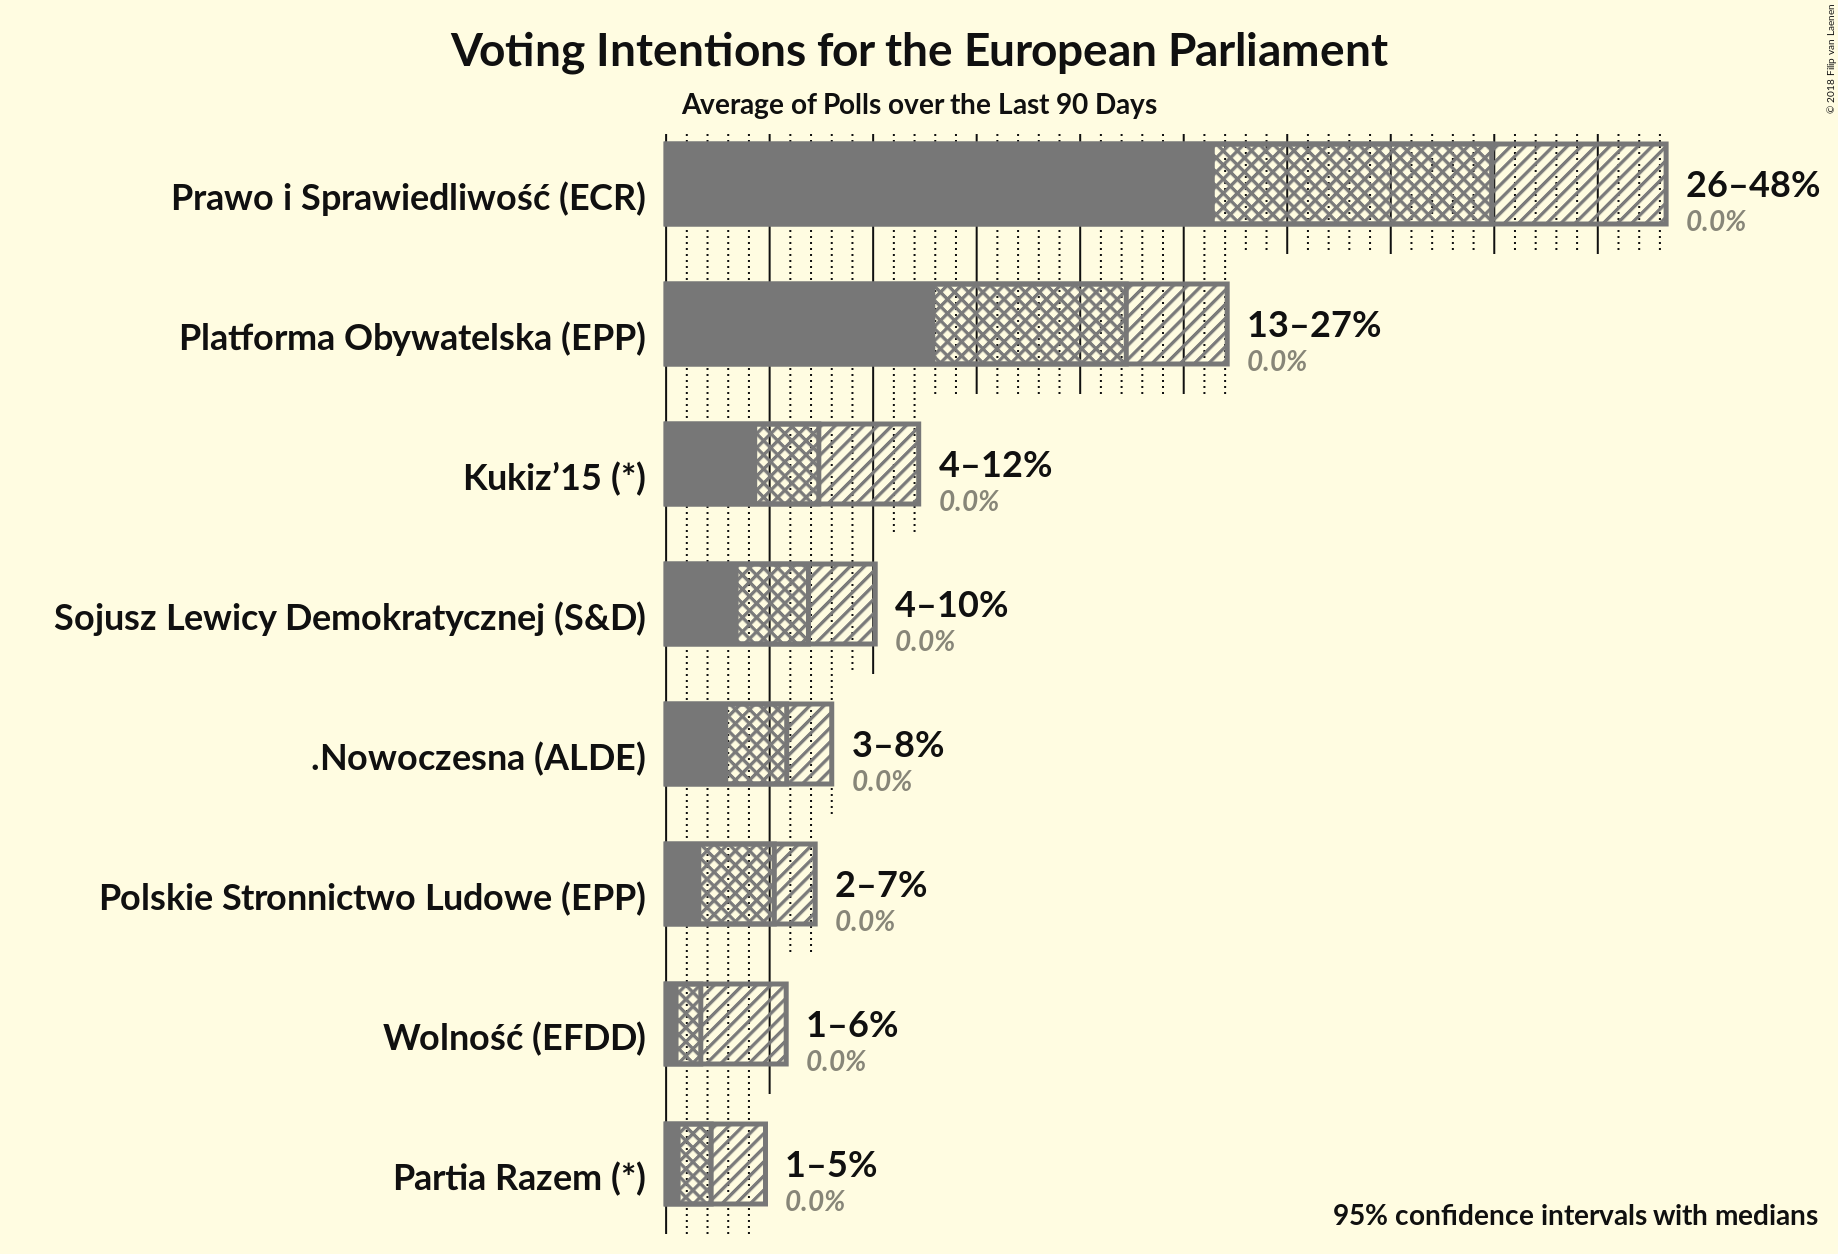 Voting Intentions for the European Parliament
Average of Polls over the Last 90 Days
© 2018 Filip van Laenen
Prawo i Sprawiedliwość (ECR)
26–48%
0.0%
Platforma Obywatelska (EPP)
13–27%
0.0%
Kukiz’15 (*)
4–12%
0.0%
Sojusz Lewicy Demokratycznej (S&D)
4–10%
0.0%
.Nowoczesna (ALDE)
3–8%
0.0%
Polskie Stronnictwo Ludowe (EPP)
2–7%
0.0%
Wolność (EFDD)
1–6%
0.0%
Partia Razem (*)
1–5%
0.0%
95% confidence intervals with medians